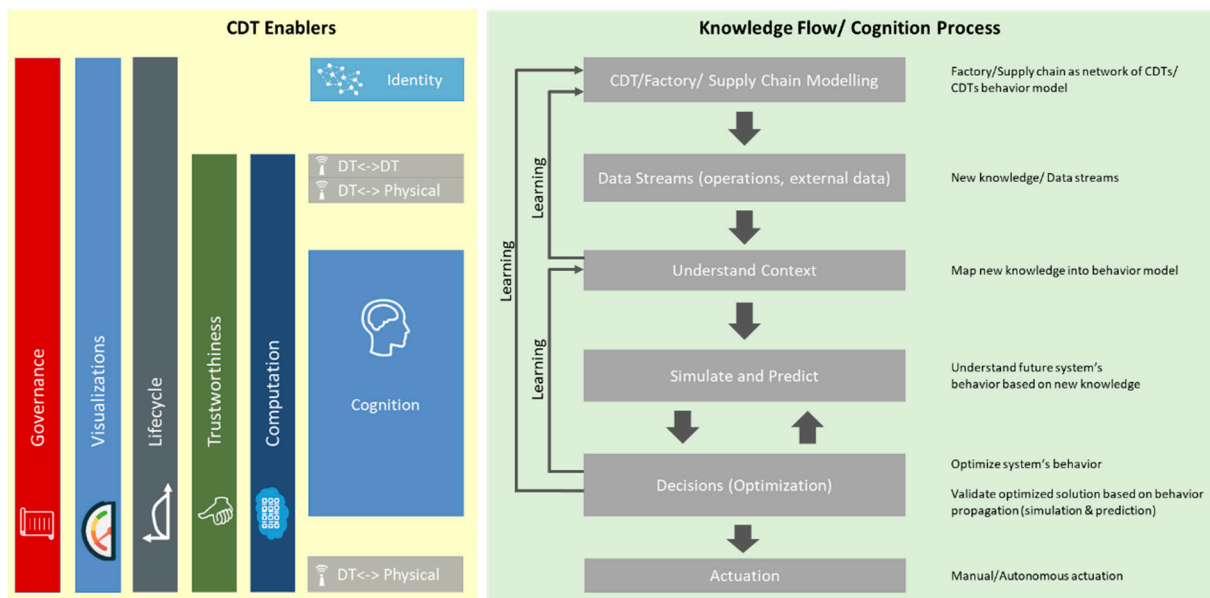 CDT Enablers
Identity
DT<->DT
DT<-> Physical
Governance
Visualizations
Lifecycle
Trustworthiness
Computation
Cognition
DT<-> Physical
Knowledge Flow/ Cognition Process
CDT/Factory/ Supply Chain Modelling
Factory/Supply chain as network of CDTs/
CDTs behavior model
Data Streams (operations, external data)
New knowledge/ Data streams
Learning
Learning
Understand Context
Map new knowledge into behavior model
Learning
Simulate and Predict
Understand future system's
behavior based on new knowledge
Decisions (Optimization)
Optimize system's behavior
Validate optimized solution based on behavior
propagation (simulation & prediction)
Actuation
Manual/Autonomous actuation